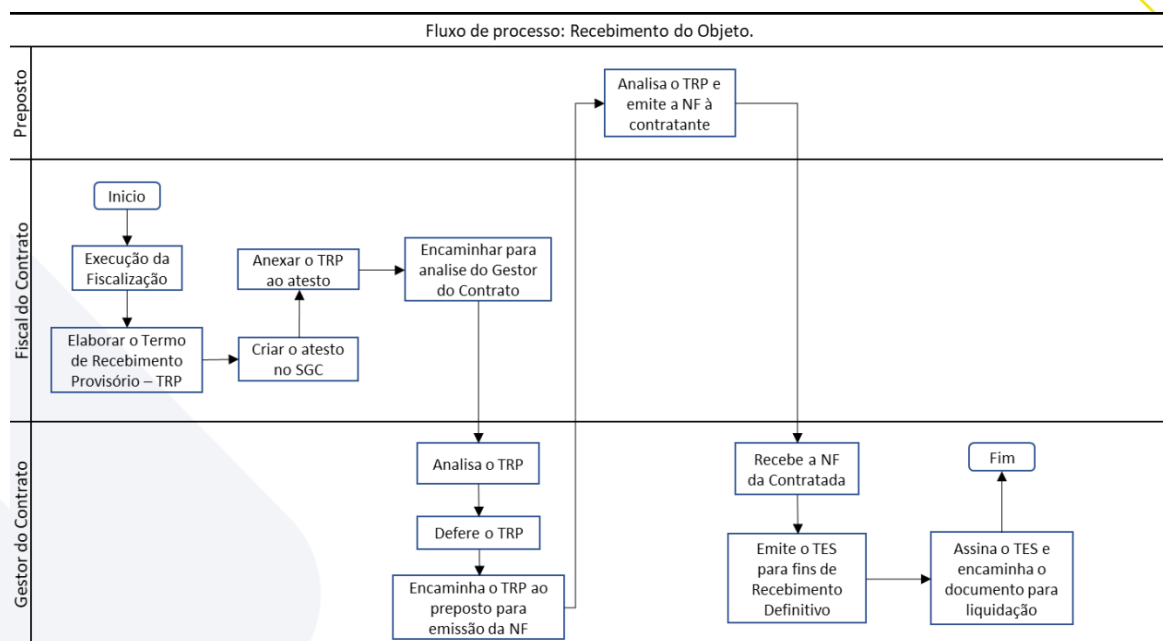 Fluxo de processo: Recebimento do Objeto.
Preposto
Analisa o TRP e
emite a NF à
contratante
Fiscal do Contrato
Inicio
Execução da
Fiscalização
Elaborar o Termo
de Recebimento
Provisório – TRP
Criar o atesto
no SGC
Anexar o TRP
ao atesto
Encaminhar para
analise do Gestor
do Contrato
Gestor do Contrato
Analisa o TRP
Defere o TRP
Encaminha o TRP ao
preposto para
emissão da NF
Recebe a NF
da Contratada
Emite o TES
para fins de
Recebimento
Definitivo
Assina o TES e
encaminha o
documento para
liquidação
Fim